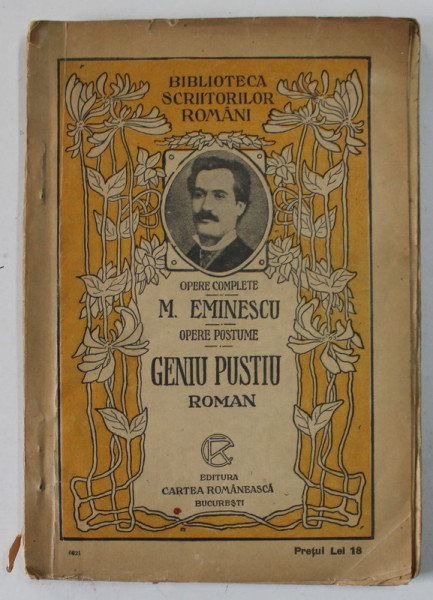 BIBLIOTECA
SCRIITORILOR
ROMÂNI
OPERE COMPLETE
M. EMINESCU
OPERE POSTUME
GENIU PUSTIU
ROMAN
EDITURA
CARTEA ROMÂNEASCĂ
BUCUREȘTI
Prețul Lei 18